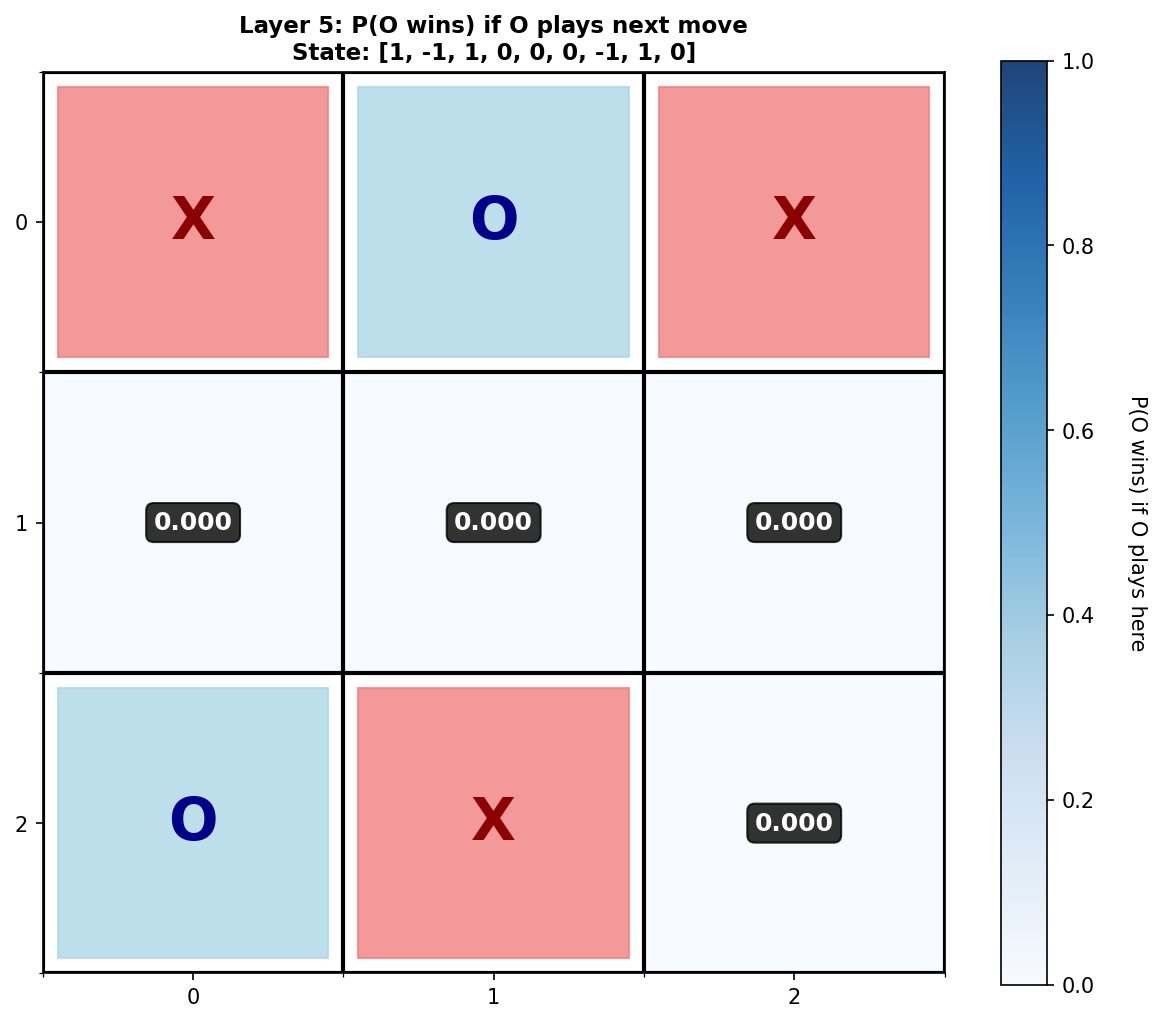 Layer 5: P(O wins) if O plays next move
State: [1, -1, 1, 0, 0, 0, -1, 1, 0]
0
X
O
X
1
0.000
0.000
0.000
2
O
X
0.000
0
1
2
1.0
0.8
0.6
0.4
0.2
0.0
P(O wins) if O plays here